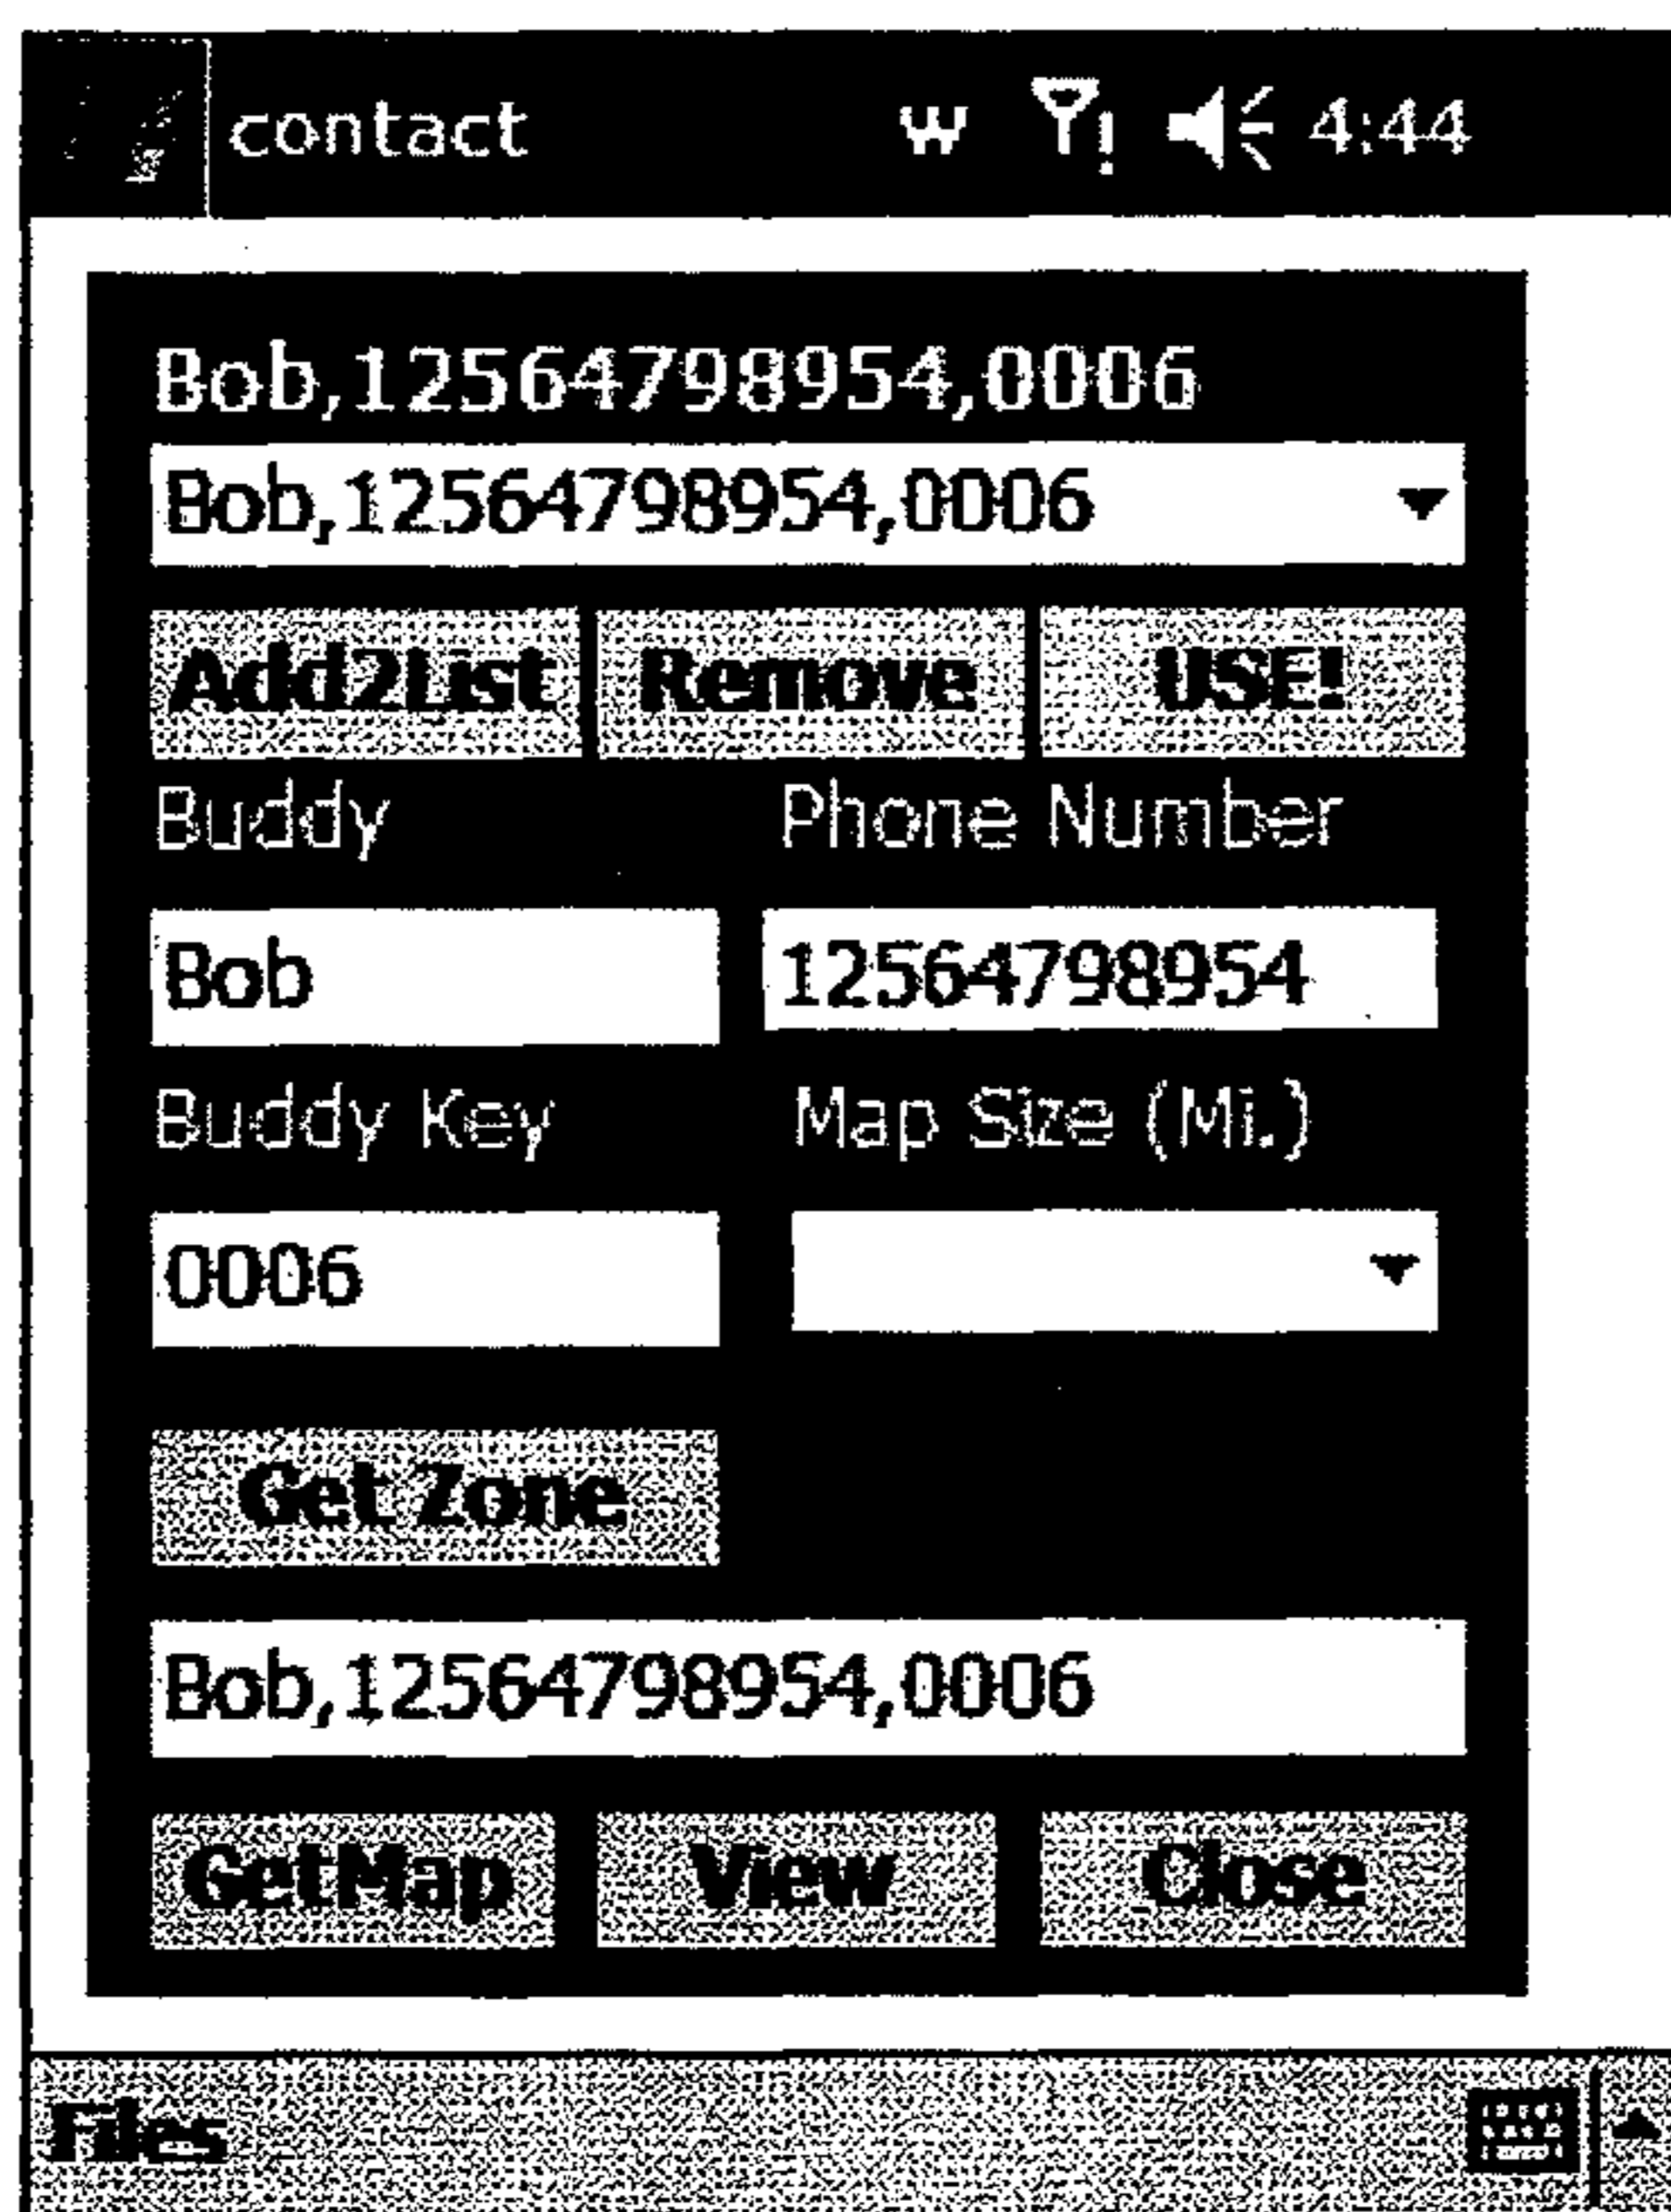 contact 4:44
Bob,12564798954,0006
Bob,12564798954,0006
Add2List Remove USE!
Buddy Phone Number
Bob 12564798954
Buddy Key Map Size (Mi.)
0006
Get Zone
Bob,12564798954,0006
GetMap View Close
Files